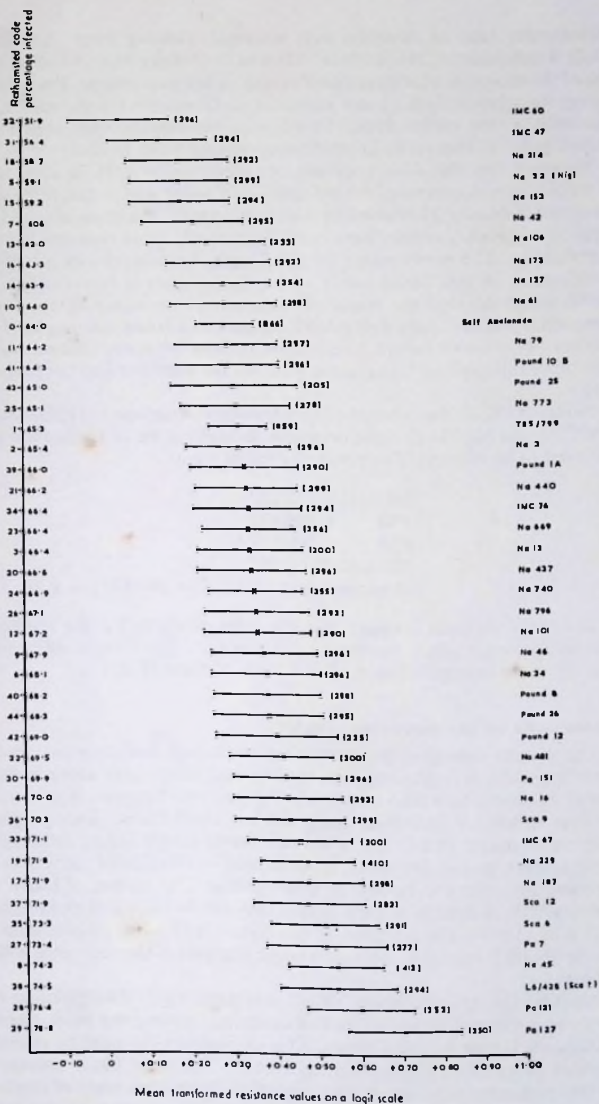 Rothamsted code
percentage infected
32 51·9 [296] IMC 60
31 56·4 [294] IMC 47
18 58·7 [292] Na 314
5 59·1 [299] Na 32 [Nig]
15 59·2 [294] Na 152
7 60·6 [295] Na 42
13 62·0 [233] Na 106
16 63·3 [292] Na 173
14 63·9 [354] Na 127
10 64·0 [298] Na 61
0 64·0 [866] Self Amelonado
11 64·2 [297] Na 79
41 64·3 [296] Pound 10 B
43 65·0 [205] Pound 25
25 65·1 [278] Na 773
1 65·3 [859] T85/799
2 65·4 [296] Na 3
39 66·0 [290] Pound 1A
21 66·2 [299] Na 440
34 66·4 [294] IMC 76
23 66·4 [356] Na 669
3 66·4 [300] Na 13
20 66·6 [296] Na 437
24 66·9 [355] Na 740
26 67·1 [292] Na 796
12 67·2 [290] Na 101
9 67·9 [296] Na 46
6 68·1 [296] Na 34
40 68·2 [298] Pound 8
44 68·3 [295] Pound 26
42 69·0 [235] Pound 12
22 69·5 [300] Na 481
30 69·9 [296] Pa 151
4 70·0 [293] Na 16
36 70·3 [299] Sca 9
33 71·1 [300] IMC 67
19 71·8 [410] Na 329
17 71·9 [298] Na 187
37 71·9 [282] Sca 12
35 73·3 [291] Sca 6
27 73·4 [277] Pa 7
8 74·3 [412] Na 45
38 74·5 [294] L6/426 (Sca ?)
28 76·4 [252] Pa 121
29 78·8 [250] Pa 127
-0·10 0 +0·10 +0·20 +0·30 +0·40 +0·50 +0·60 +0·70 +0·80 +0·90 +1·00
Mean transformed resistance values on a logit scale